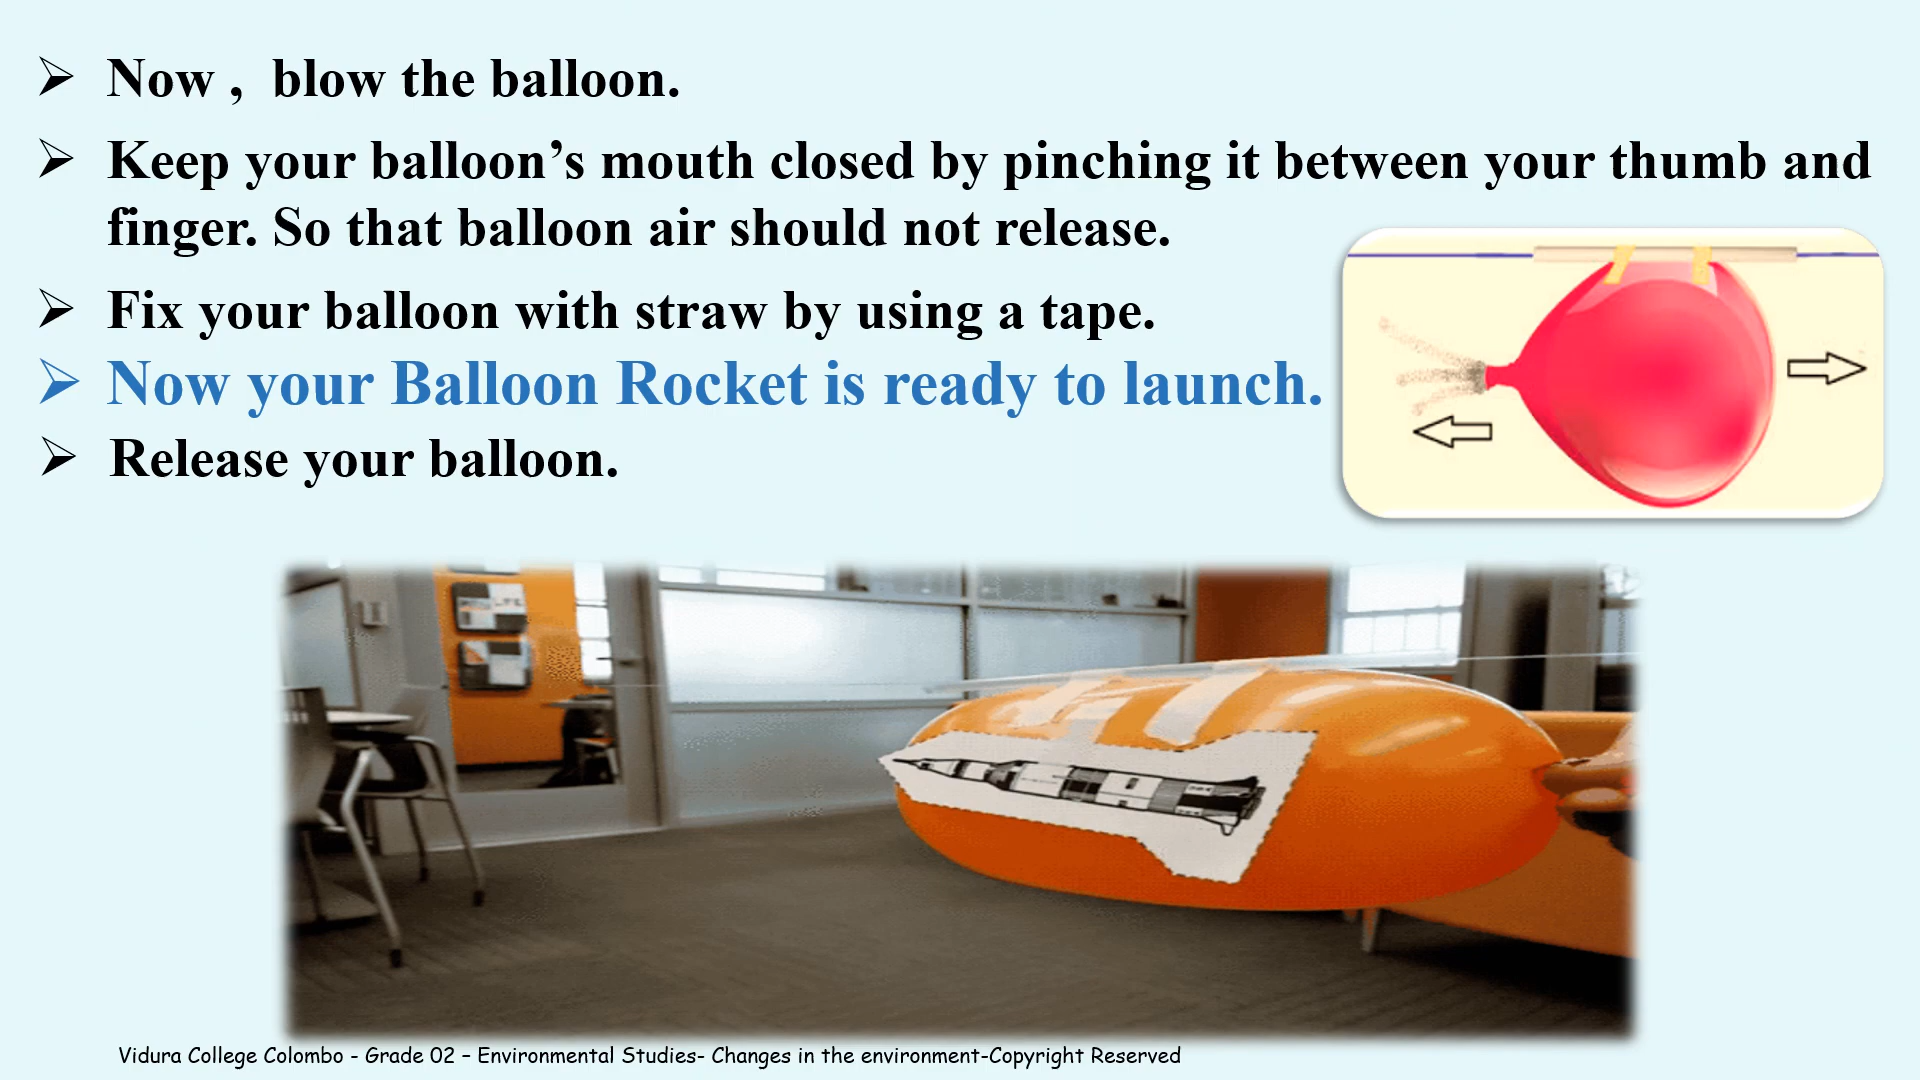 Now , blow the balloon.
Keep your balloon’s mouth closed by pinching it between your thumb and
finger. So that balloon air should not release.
Fix your balloon with straw by using a tape.
Now your Balloon Rocket is ready to launch.
Release your balloon.
Vidura College Colombo - Grade 02 – Environmental Studies- Changes in the environment-Copyright Reserved